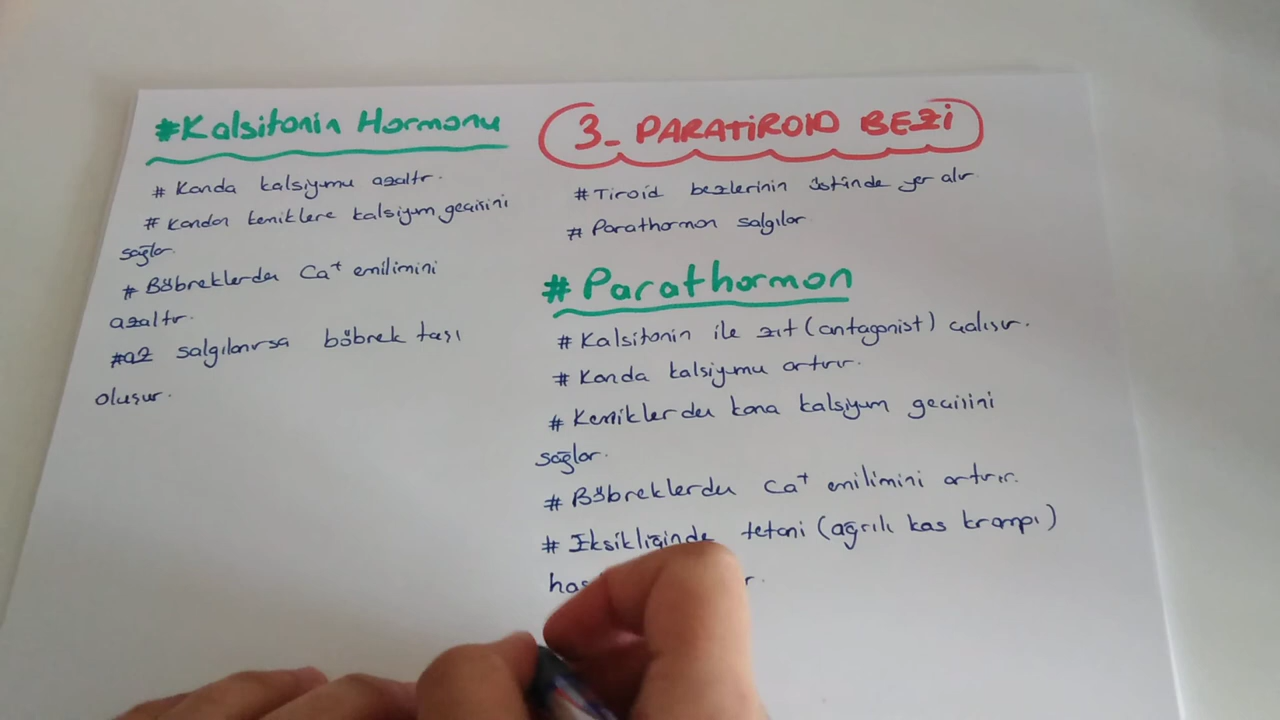 #Kalsitonin Hormonu
# Kanda kalsiyumu azaltır.
# Kandan kemiklere kalsiyum geçişini
sağlar.
# Böbreklerden Ca⁺ emilimini
azaltır.
#az salgılanırsa böbrek taşı
oluşur.
3_ PARATİROİD BEZİ
# Tiroid bezlerinin üstünde yer alır
# Parathormon salgılar
#Parathormon
# Kalsitonin ile zıt (antagonist) çalışır.
# Kanda kalsiyumu artırır.
# Kemiklerden kana kalsiyum geçişini
sağlar.
# Böbreklerden Ca⁺ emilimini artırır.
# Eksikliğinde tetani (ağrılı kas krampı)